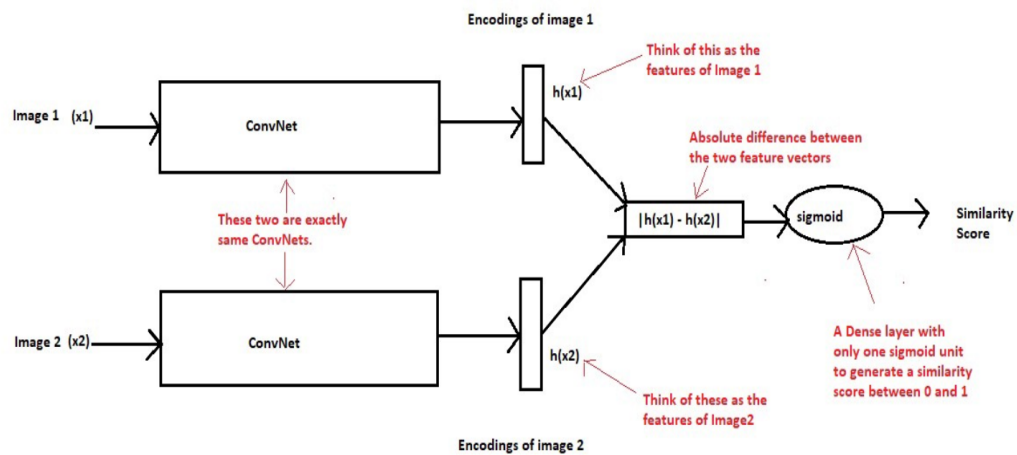 Encodings of image 1
Think of this as the
features of Image 1
Image 1 (x1)
ConvNet
h(x1)
Absolute difference between
the two feature vectors
These two are exactly
same ConvNets.
|h(x1) - h(x2)|
sigmoid
Similarity
Score
Image 2 (x2)
ConvNet
h(x2)
A Dense layer with
only one sigmoid unit
to generate a similarity
score between 0 and 1
Think of these as the
features of Image2
Encodings of image 2